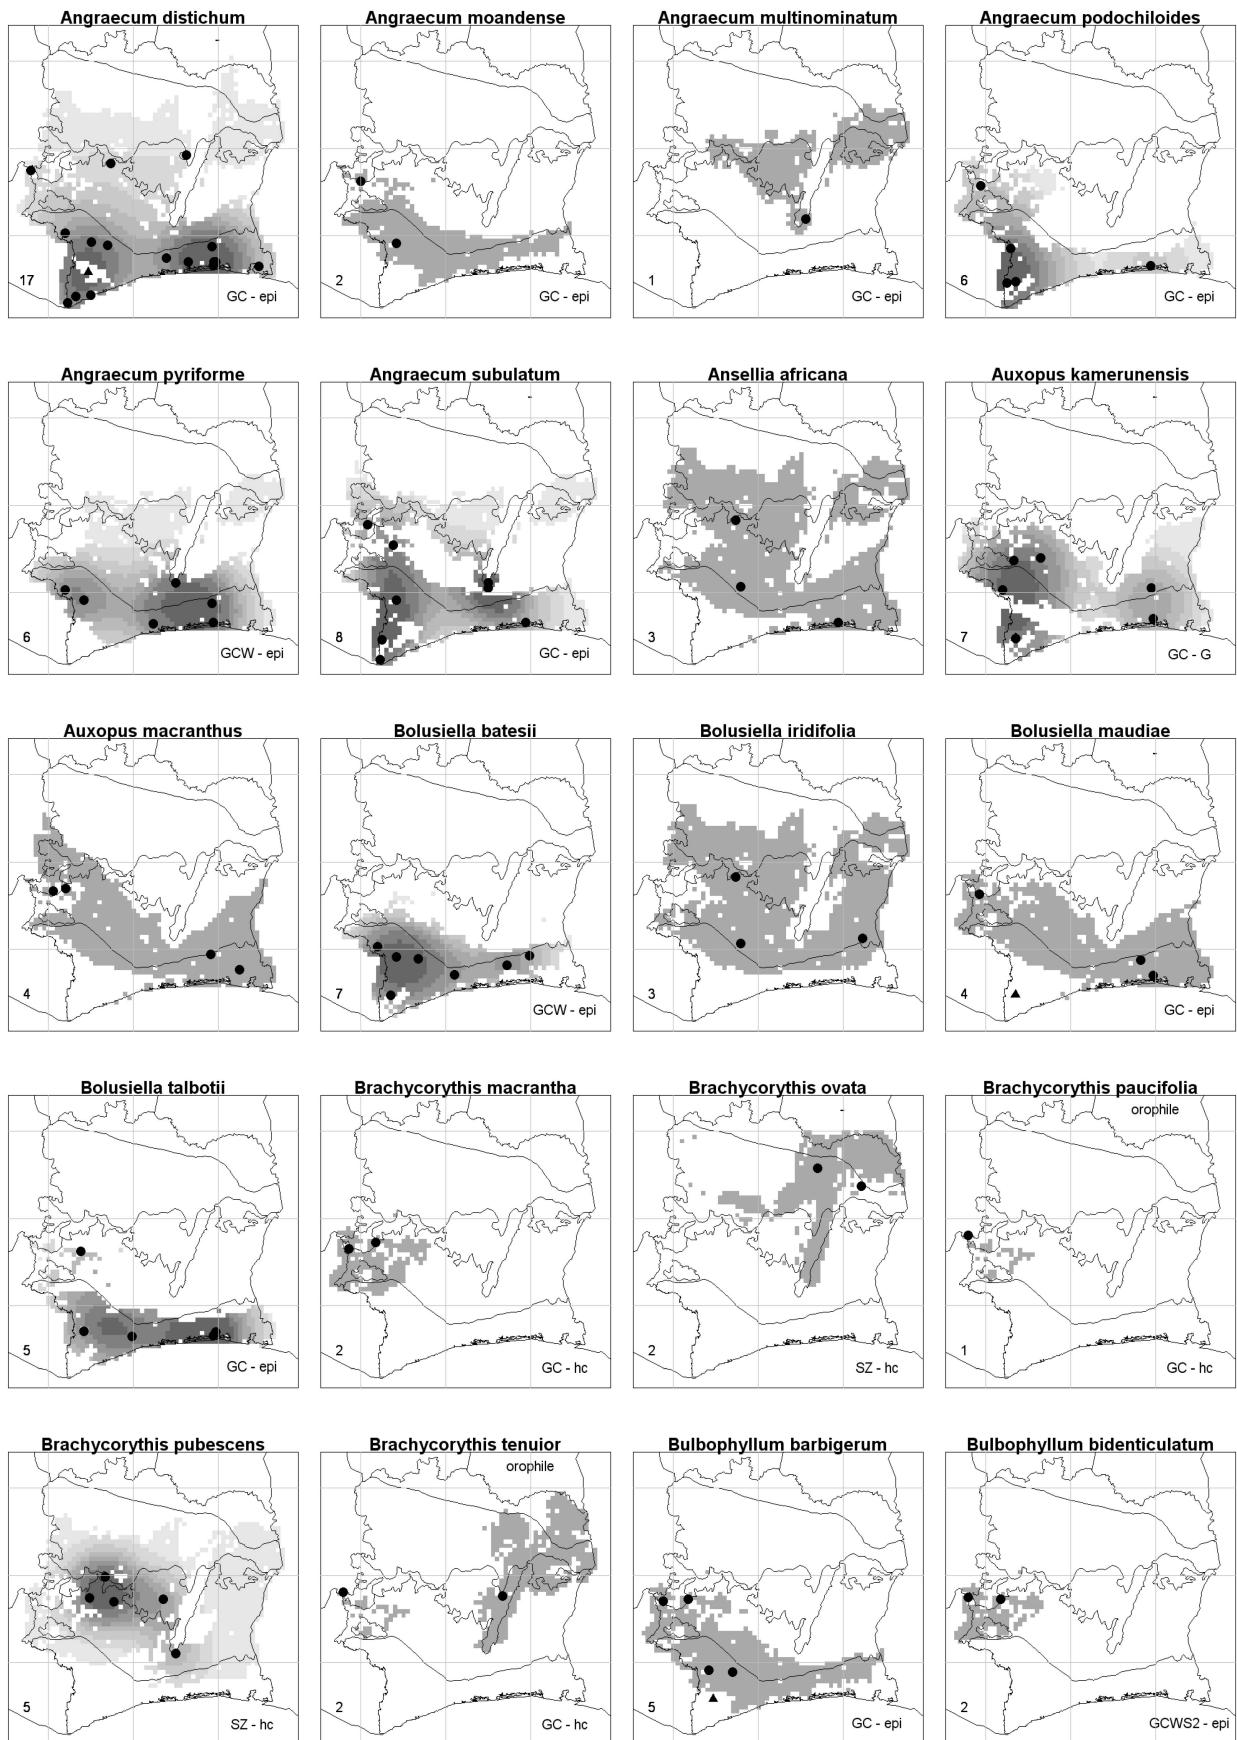 Angraecum distichum
17
GC - epi
Angraecum moandense
2
GC - epi
Angraecum multinominatum
1
GC - epi
Angraecum podochiloides
6
GC - epi
Angraecum pyriforme
6
GCW - epi
Angraecum subulatum
8
GC - epi
Ansellia africana
3
Auxopus kamerunensis
7
GC - G
Auxopus macranthus
4
Bolusiella batesii
7
GCW - epi
Bolusiella iridifolia
3
Bolusiella maudiae
4
GC - epi
Bolusiella talbotii
5
GC - epi
Brachycorythis macrantha
2
GC - hc
Brachycorythis ovata
2
SZ - hc
Brachycorythis paucifolia
orophile
1
GC - hc
Brachycorythis pubescens
5
SZ - hc
Brachycorythis tenuior
orophile
2
GC - hc
Bulbophyllum barbigerum
5
GC - epi
Bulbophyllum bidenticulatum
2
GCWS2 - epi